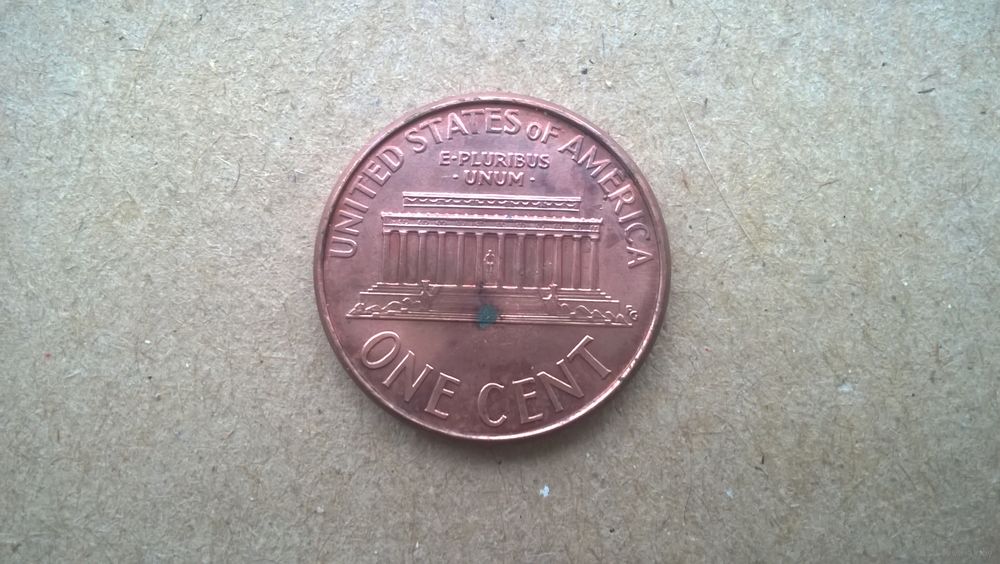 UNITED STATES OF AMERICA
E·PLURIBUS
·UNUM·
ONE CENT